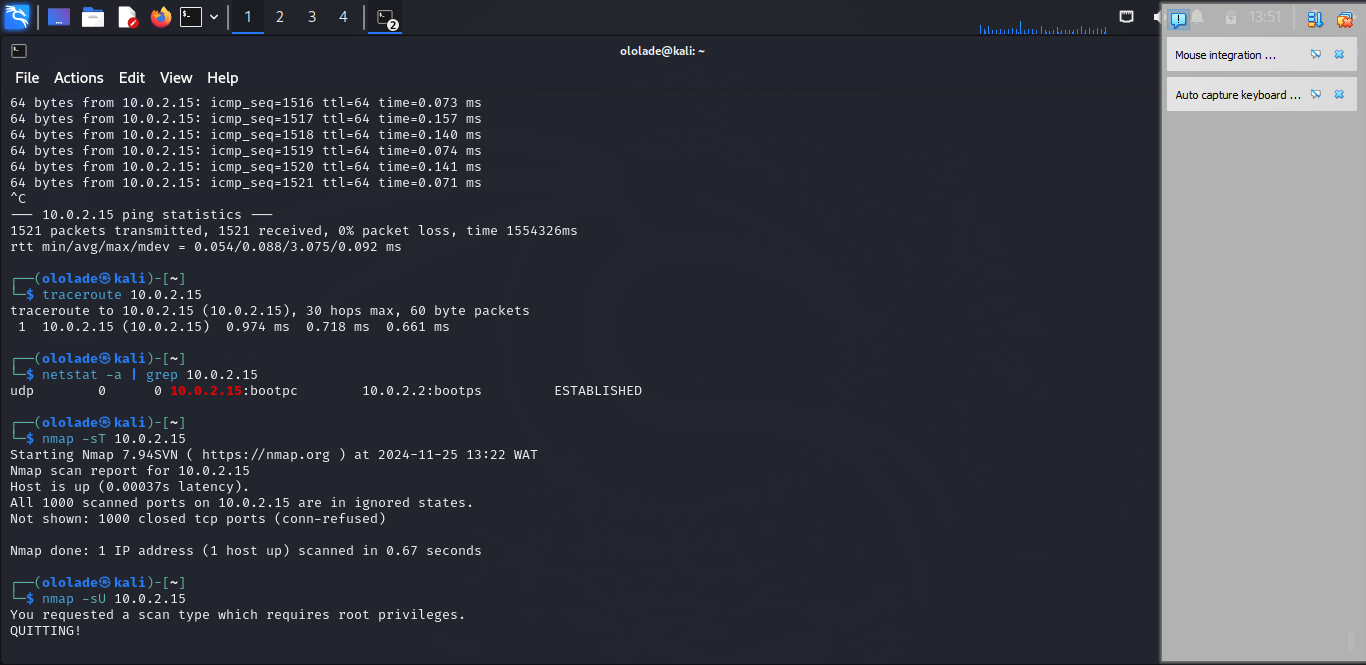 1 2 3 4 2 13:51
ololade@kali: ~
File Actions Edit View Help
64 bytes from 10.0.2.15: icmp_seq=1516 ttl=64 time=0.073 ms
64 bytes from 10.0.2.15: icmp_seq=1517 ttl=64 time=0.157 ms
64 bytes from 10.0.2.15: icmp_seq=1518 ttl=64 time=0.140 ms
64 bytes from 10.0.2.15: icmp_seq=1519 ttl=64 time=0.074 ms
64 bytes from 10.0.2.15: icmp_seq=1520 ttl=64 time=0.141 ms
64 bytes from 10.0.2.15: icmp_seq=1521 ttl=64 time=0.071 ms
^C
--- 10.0.2.15 ping statistics ---
1521 packets transmitted, 1521 received, 0% packet loss, time 1554326ms
rtt min/avg/max/mdev = 0.054/0.088/3.075/0.092 ms
┌──(ololade㉿kali)-[~]
└─$ traceroute 10.0.2.15
traceroute to 10.0.2.15 (10.0.2.15), 30 hops max, 60 byte packets
1 10.0.2.15 (10.0.2.15) 0.974 ms 0.718 ms 0.661 ms
┌──(ololade㉿kali)-[~]
└─$ netstat -a | grep 10.0.2.15
udp 0 0 10.0.2.15:bootpc 10.0.2.2:bootps ESTABLISHED
┌──(ololade㉿kali)-[~]
└─$ nmap -sT 10.0.2.15
Starting Nmap 7.94SVN ( https://nmap.org ) at 2024-11-25 13:22 WAT
Nmap scan report for 10.0.2.15
Host is up (0.00037s latency).
All 1000 scanned ports on 10.0.2.15 are in ignored states.
Not shown: 1000 closed tcp ports (conn-refused)
Nmap done: 1 IP address (1 host up) scanned in 0.67 seconds
┌──(ololade㉿kali)-[~]
└─$ nmap -sU 10.0.2.15
You requested a scan type which requires root privileges.
QUITTING!
Mouse integration ...
Auto capture keyboard ...